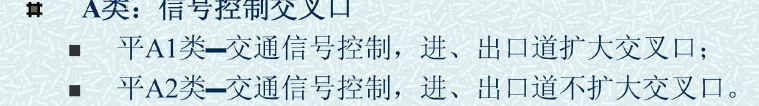 A类：信号控制交叉口
平A1类—交通信号控制，进、出口道扩大交叉口；
平A2类—交通信号控制，进、出口道不扩大交叉口。